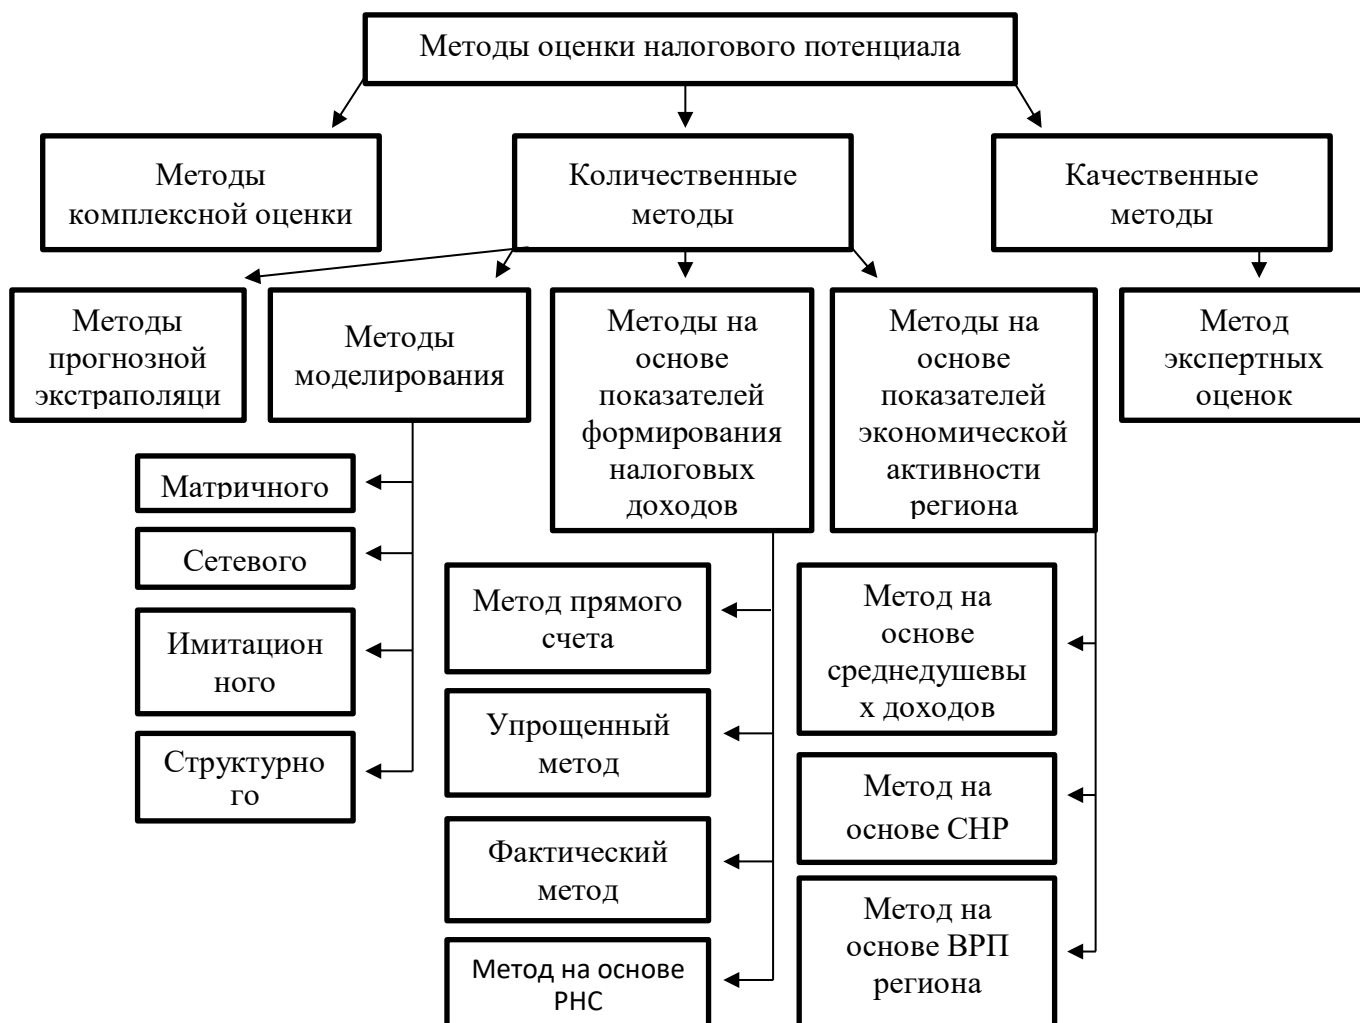 Методы оценки налогового потенциала
Методы
комплексной оценки
Количественные
методы
Качественные
методы
Методы
прогнозной
экстраполяци
Методы
моделирования
Методы на
основе
показателей
формирования
налоговых
доходов
Методы на
основе
показателей
экономической
активности
региона
Метод
экспертных
оценок
Матричного
Сетевого
Имитацион
ного
Структурно
го
Метод прямого
счета
Упрощенный
метод
Фактический
метод
Метод на основе
РНС
Метод на
основе
среднедушевы
х доходов
Метод на
основе СНР
Метод на
основе ВРП
региона